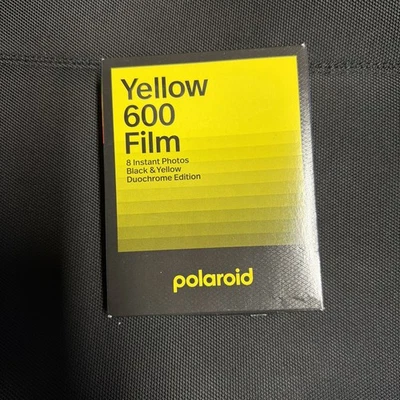 Yellow
600
Film
8 Instant Photos
Black & Yellow
Duochrome Edition
polaroid